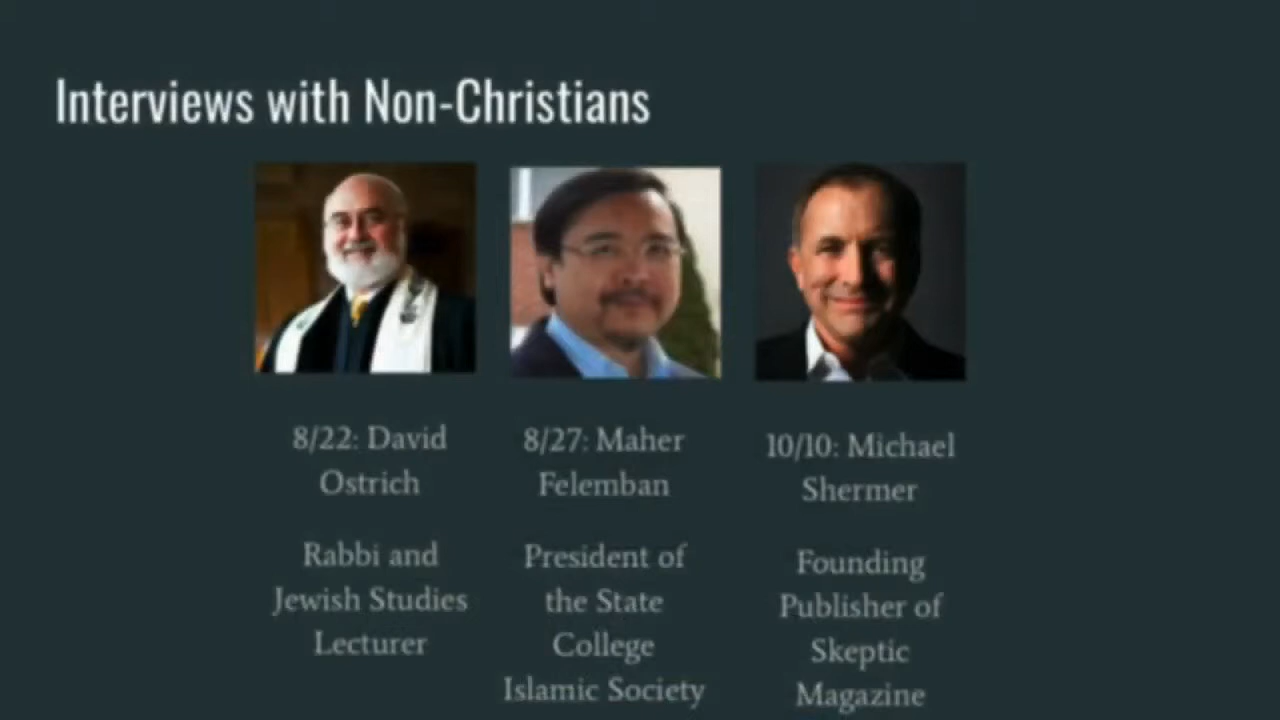 Interviews with Non-Christians
8/22: David
Ostrich
Rabbi and
Jewish Studies
Lecturer
8/27: Maher
Felemban
President of
the State
College
Islamic Society
10/10: Michael
Shermer
Founding
Publisher of
Skeptic
Magazine